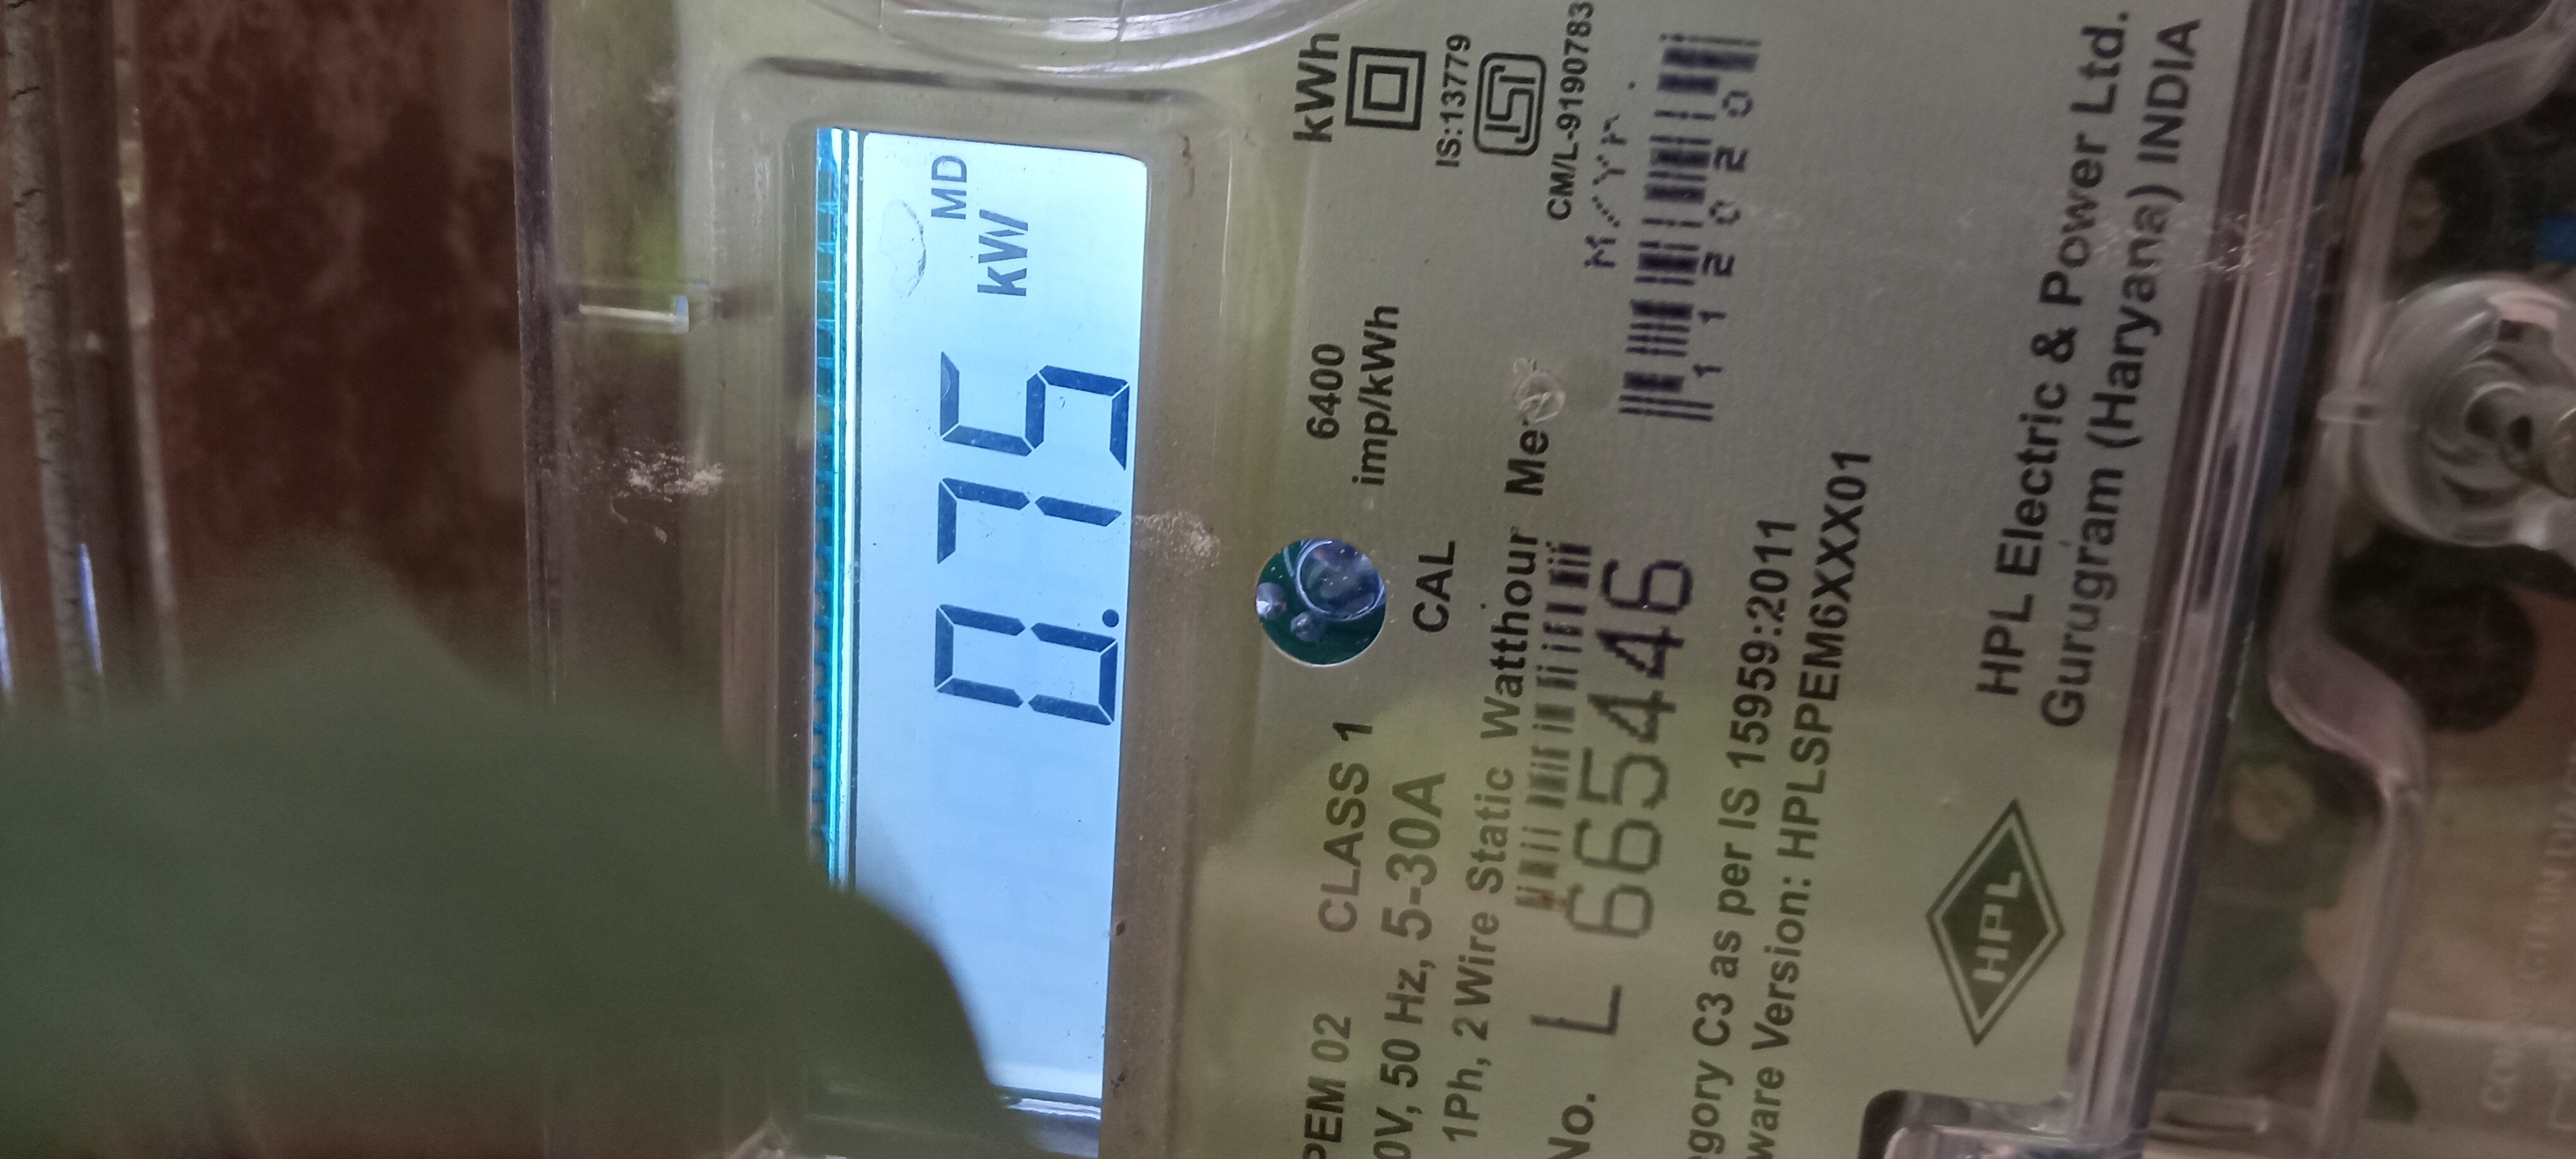 MD
0.75 kW
kWh
PEM 02 CLASS 1
6400
imp/kWh
0V, 50 Hz, 5-30A
CAL
IS:13779
1Ph, 2 Wire Static Watthour
CM/L-9190783
No. L 665446
112020
gory C3 as per IS 15959:2011
ware Version: HPLSPEM6XXX01
HPL
HPL Electric & Power Ltd.
Gurugram (Haryana) INDIA